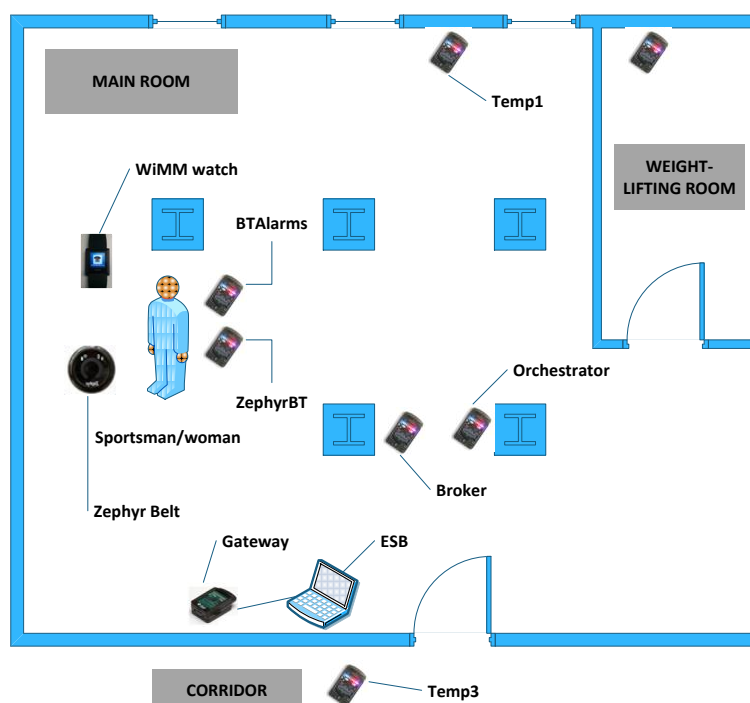 MAIN ROOM
Temp1
WEIGHT-
LIFTING ROOM
WiMM watch
BTAlarms
Orchestrator
ZephyrBT
Sportsman/woman
Broker
Zephyr Belt
Gateway
ESB
CORRIDOR
Temp3